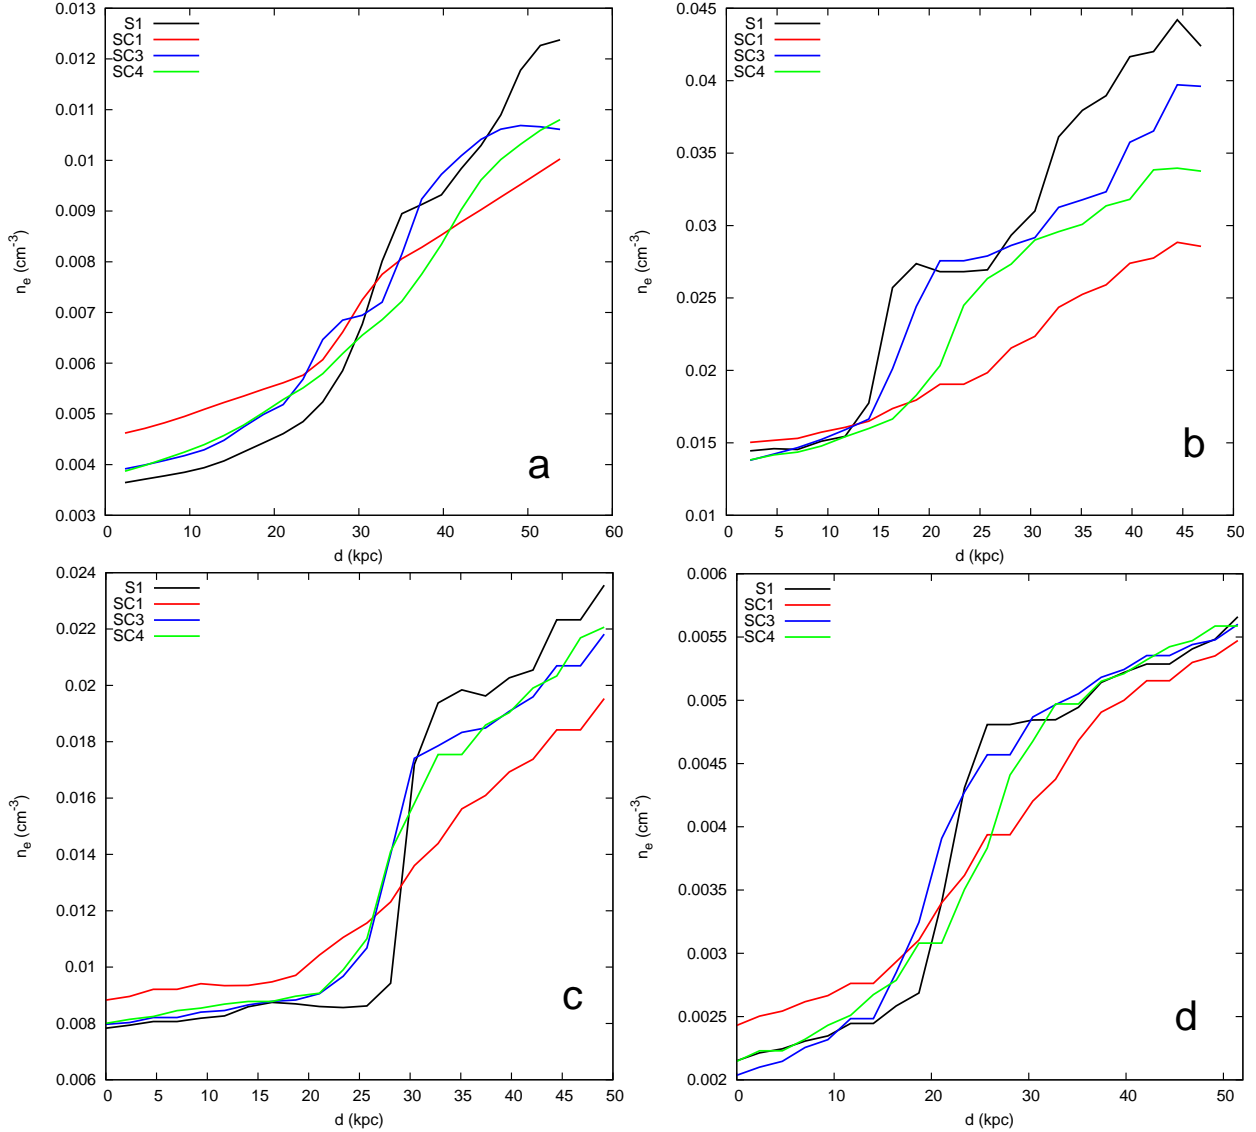 0.013
0.012
0.011
0.01
0.009
0.008
0.007
0.006
0.005
0.004
0.003
0 10 20 30 40 50 60
n_e (cm^-3)
d (kpc)
S1
SC1
SC3
SC4
a
0.045
0.04
0.035
0.03
0.025
0.02
0.015
0.01
0 5 10 15 20 25 30 35 40 45 50
n_e (cm^-3)
d (kpc)
S1
SC1
SC3
SC4
b
0.024
0.022
0.02
0.018
0.016
0.014
0.012
0.01
0.008
0.006
0 5 10 15 20 25 30 35 40 45 50
n_e (cm^-3)
d (kpc)
S1
SC1
SC3
SC4
c
0.006
0.0055
0.005
0.0045
0.004
0.0035
0.003
0.0025
0.002
0 10 20 30 40 50
n_e (cm^-3)
d (kpc)
S1
SC1
SC3
SC4
d